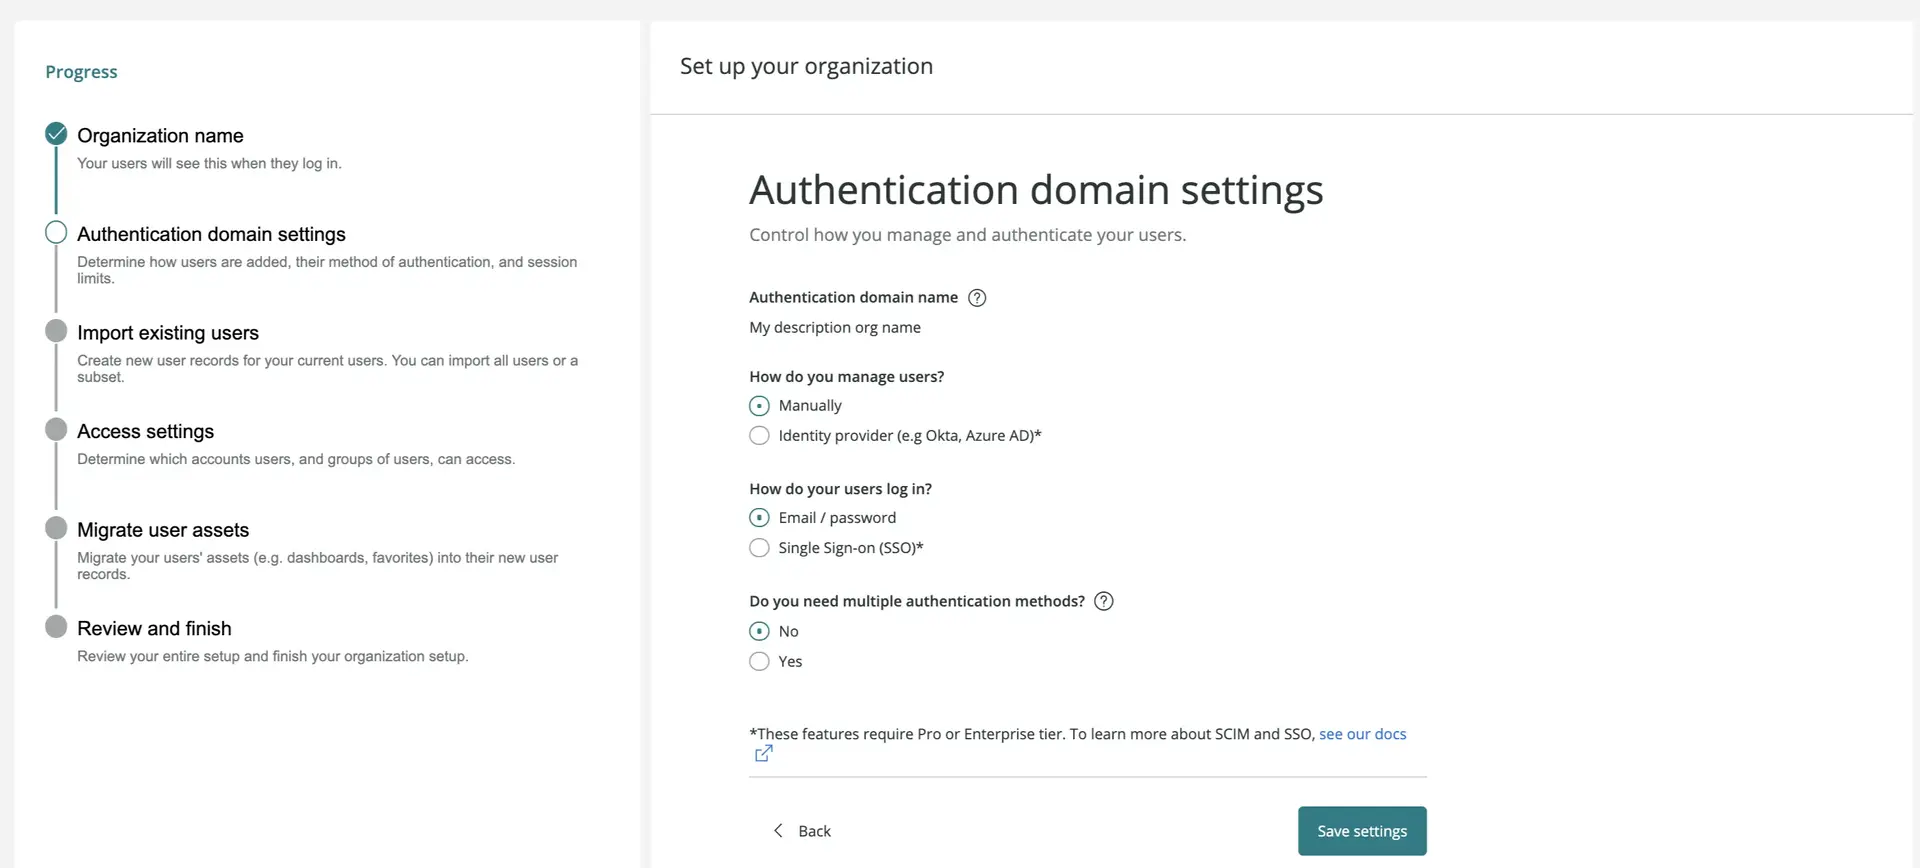 Progress
Organization name
Your users will see this when they log in.
Authentication domain settings
Determine how users are added, their method of authentication, and session
limits.
Import existing users
Create new user records for your current users. You can import all users or a
subset.
Access settings
Determine which accounts users, and groups of users, can access.
Migrate user assets
Migrate your users' assets (e.g. dashboards, favorites) into their new user
records.
Review and finish
Review your entire setup and finish your organization setup.
Set up your organization
Authentication domain settings
Control how you manage and authenticate your users.
Authentication domain name ?
My description org name
How do you manage users?
Manually
Identity provider (e.g Okta, Azure AD)*
How do your users log in?
Email / password
Single Sign-on (SSO)*
Do you need multiple authentication methods? ?
No
Yes
*These features require Pro or Enterprise tier. To learn more about SCIM and SSO, see our docs
Back
Save settings